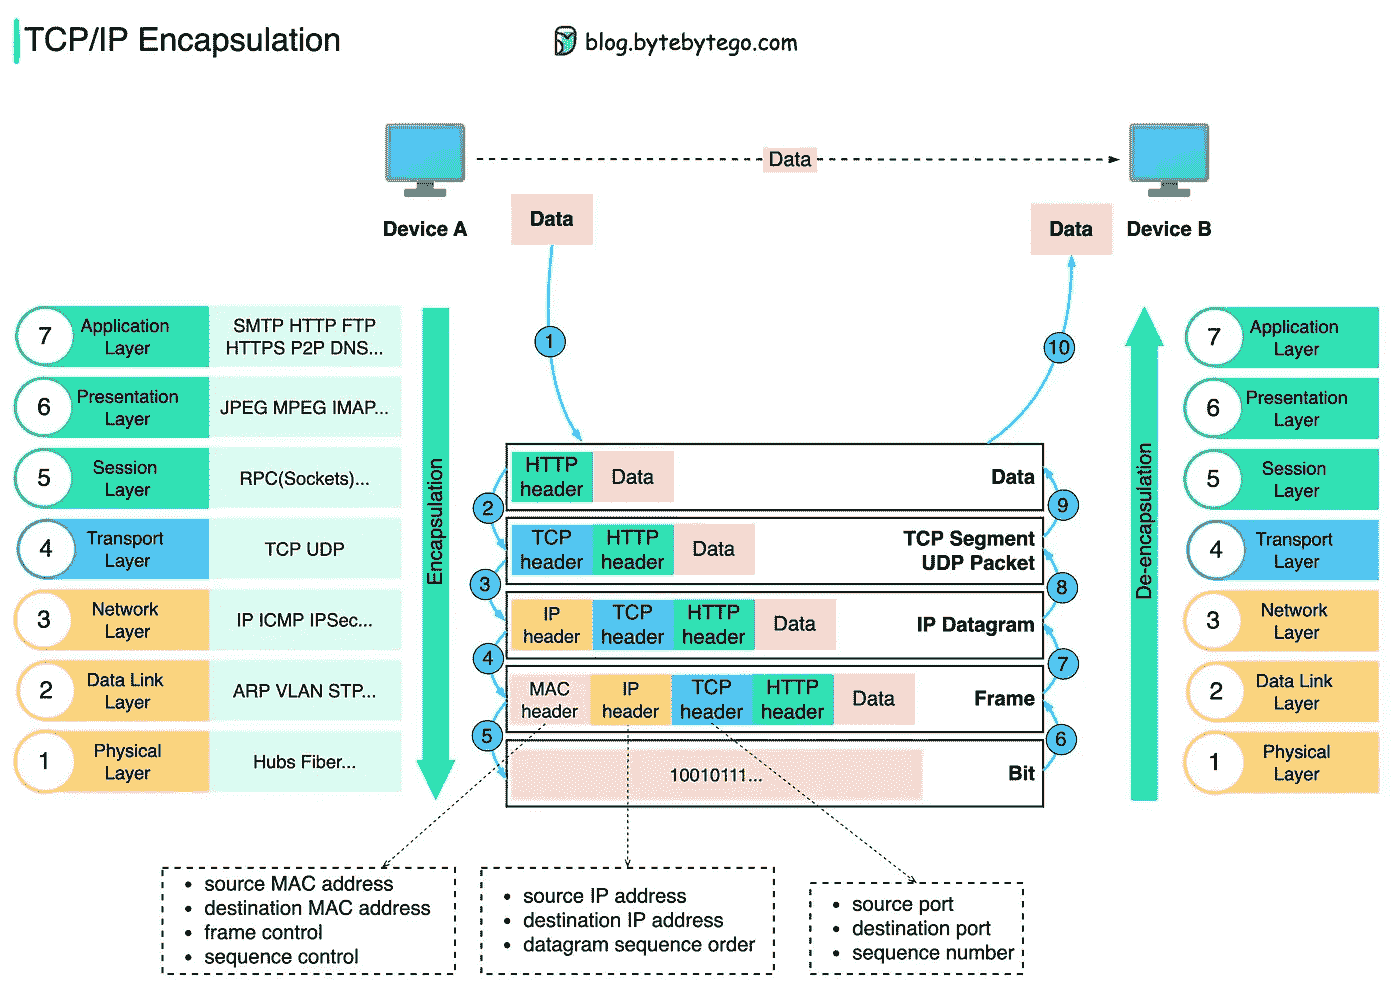 TCP/IP Encapsulation
blog.bytebytego.com
Data
Device A
Data
Data
Device B
7
Application
Layer
SMTP HTTP FTP
HTTPS P2P DNS...
6
Presentation
Layer
JPEG MPEG IMAP...
5
Session
Layer
RPC(Sockets)...
4
Transport
Layer
TCP UDP
3
Network
Layer
IP ICMP IPSec...
2
Data Link
Layer
ARP VLAN STP...
1
Physical
Layer
Hubs Fiber...
Encapsulation
1
10
HTTP
header
Data
Data
2
9
TCP
header
HTTP
header
Data
TCP Segment
UDP Packet
3
8
IP
header
TCP
header
HTTP
header
Data
IP Datagram
4
7
MAC
header
IP
header
TCP
header
HTTP
header
Data
Frame
5
6
10010111...
Bit
De-encapsulation
7
Application
Layer
6
Presentation
Layer
5
Session
Layer
4
Transport
Layer
3
Network
Layer
2
Data Link
Layer
1
Physical
Layer
• source MAC address
• destination MAC address
• frame control
• sequence control
• source IP address
• destination IP address
• datagram sequence order
• source port
• destination port
• sequence number